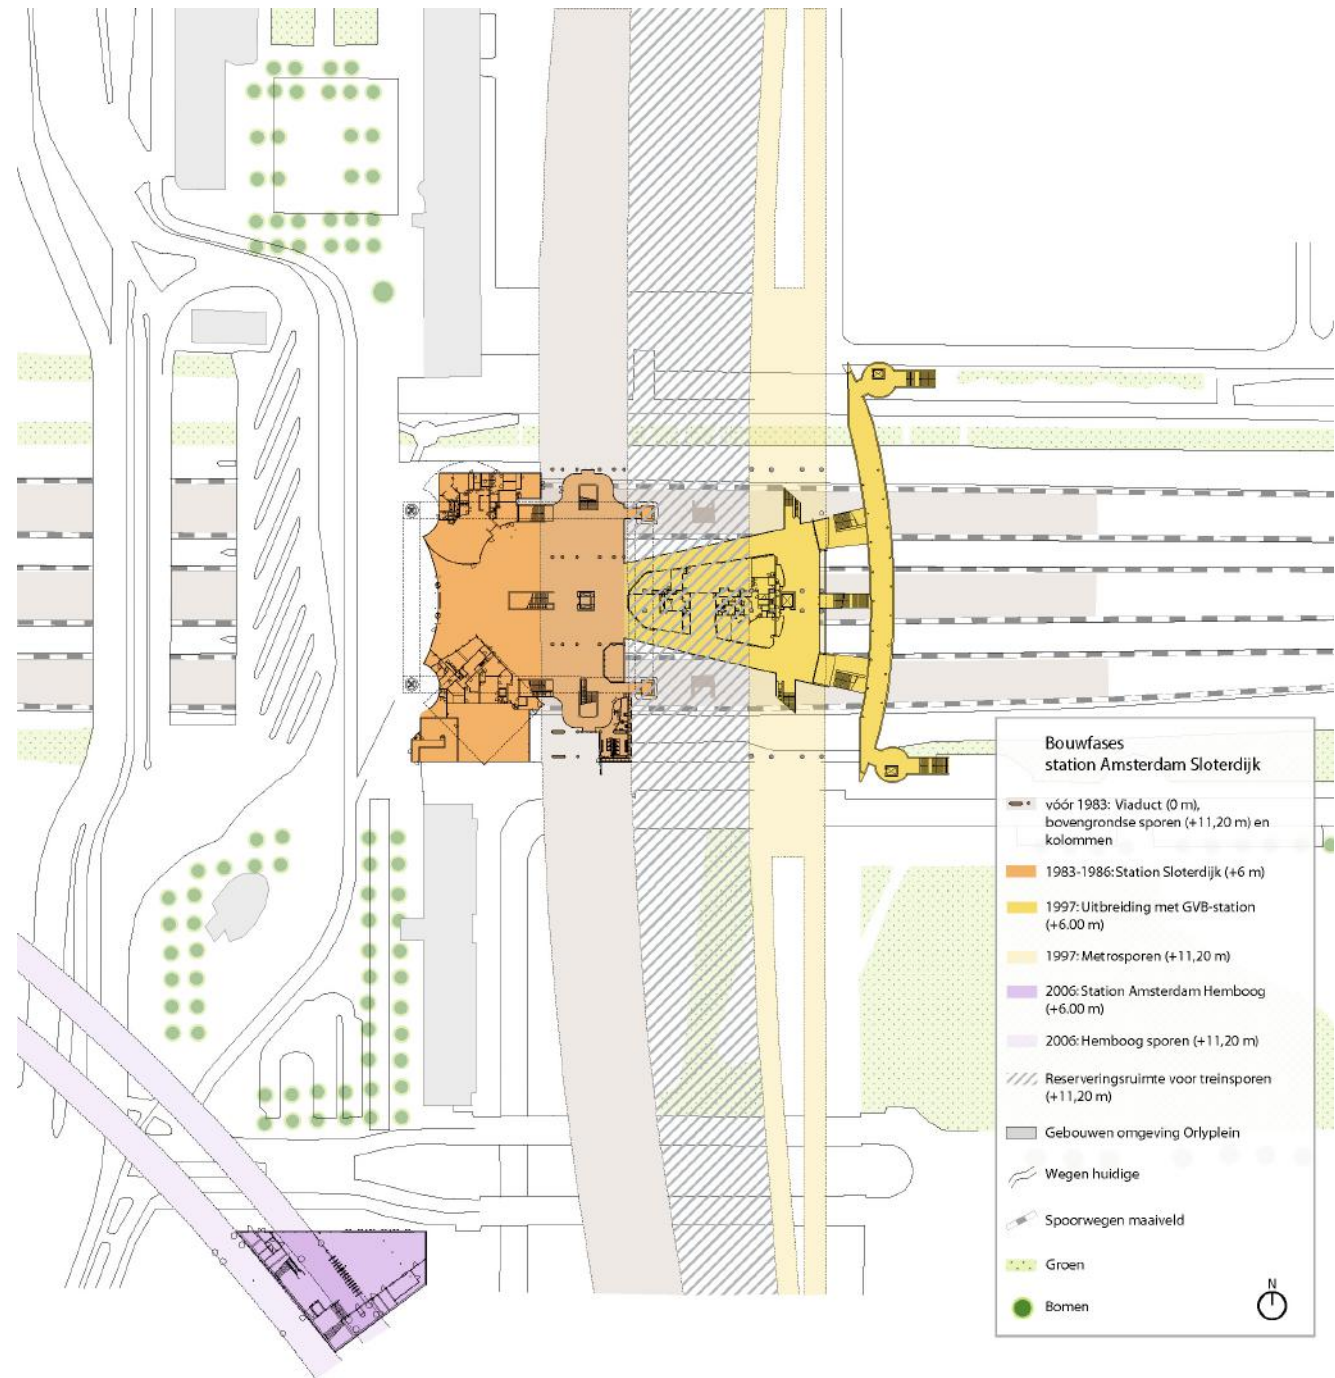 Bouwfases
station Amsterdam Sloterdijk
vóór 1983: Viaduct (0 m),
bovengrondse sporen (+11,20 m) en
kolommen
1983-1986: Station Sloterdijk (+6 m)
1997: Uitbreiding met GVB-station
(+6.00 m)
1997: Metrosporen (+11,20 m)
2006: Station Amsterdam Hemboog
(+6.00 m)
2006: Hemboog sporen (+11,20 m)
Reserveringsruimte voor treinsporen
(+11,20 m)
Gebouwen omgeving Orlyplein
Wegen huidige
Spoorwegen maaiveld
Groen
Bomen
N